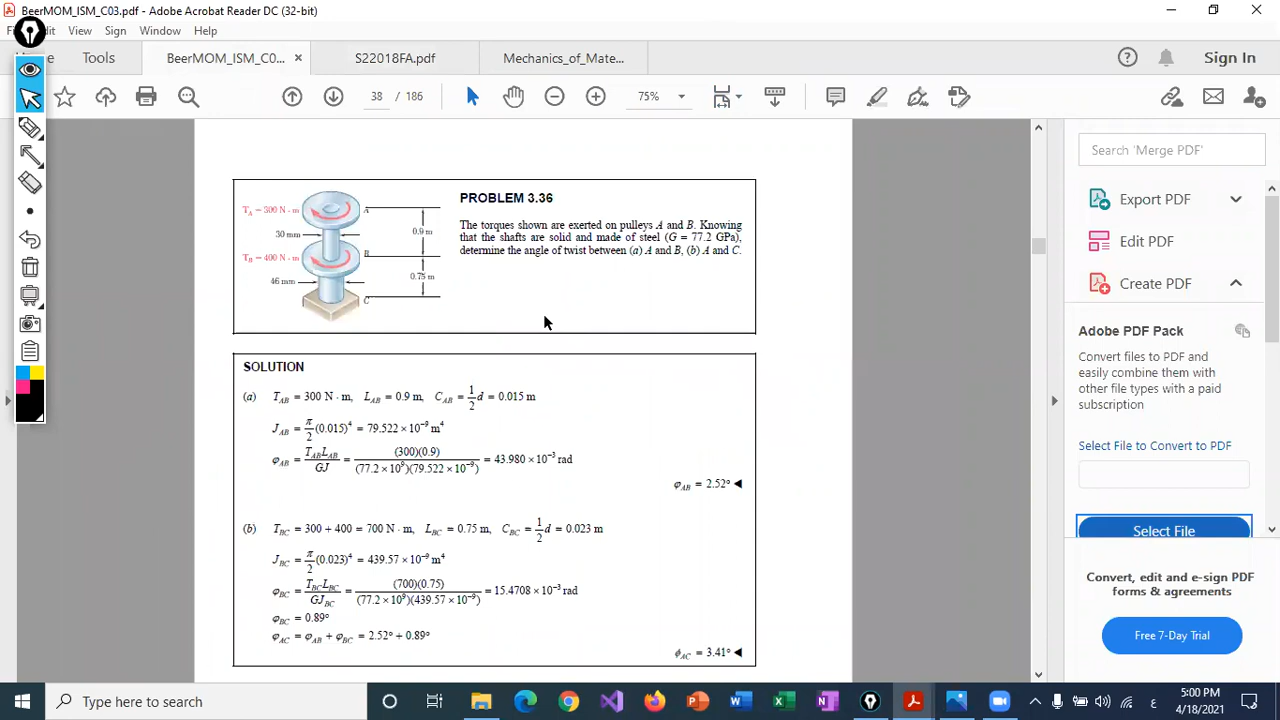 BeerMOM_ISM_C03.pdf - Adobe Acrobat Reader DC (32-bit)
View Sign Window Help
Tools BeerMOM_ISM_C0... × S22018FA.pdf Mechanics_of_Mate... Sign In
38 / 186 75%
Search 'Merge PDF'
Export PDF
Edit PDF
Create PDF
Adobe PDF Pack
Convert files to PDF and
easily combine them with
other file types with a paid
subscription
Select File to Convert to PDF
Select File
Convert, edit and e-sign PDF
forms & agreements
Free 7-Day Trial
PROBLEM 3.36
T_A = 300 N · m
A
30 mm
0.9 m
T_B = 400 N · m
B
0.75 m
46 mm
C
The torques shown are exerted on pulleys A and B. Knowing
that the shafts are solid and made of steel (G = 77.2 GPa),
determine the angle of twist between (a) A and B, (b) A and C.
SOLUTION
(a) T_AB = 300 N · m, L_AB = 0.9 m, C_AB = 1/2 d = 0.015 m
J_AB = π/2 (0.015)⁴ = 79.522 × 10⁻⁹ m⁴
φ_AB = T_AB L_AB / GJ = (300)(0.9) / (77.2 × 10⁹)(79.522 × 10⁻⁹) = 43.980 × 10⁻³ rad
φ_AB = 2.52° ◄
(b) T_BC = 300 + 400 = 700 N · m, L_BC = 0.75 m, C_BC = 1/2 d = 0.023 m
J_BC = π/2 (0.023)⁴ = 439.57 × 10⁻⁹ m⁴
φ_BC = T_BC L_BC / GJ_BC = (700)(0.75) / (77.2 × 10⁹)(439.57 × 10⁻⁹) = 15.4708 × 10⁻³ rad
φ_BC = 0.89°
φ_AC = φ_AB + φ_BC = 2.52° + 0.89°
ϕ_AC = 3.41° ◄
Type here to search
ع
5:00 PM
4/18/2021